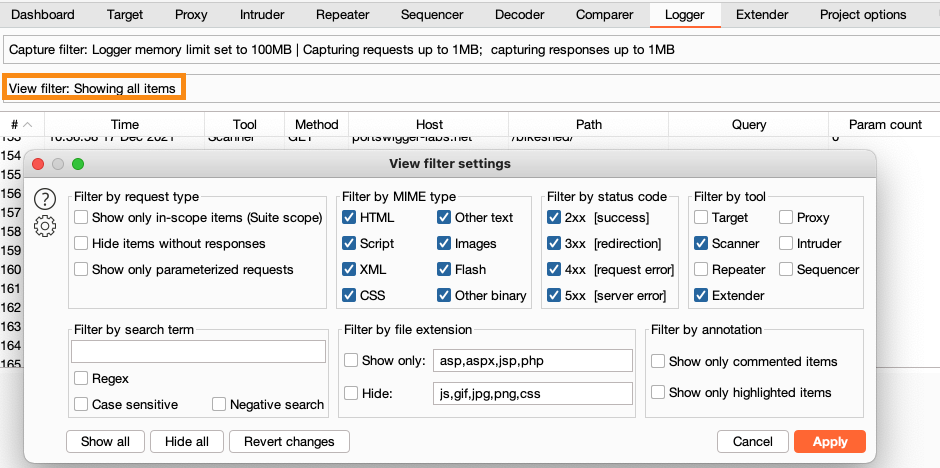 Dashboard Target Proxy Intruder Repeater Sequencer Decoder Comparer Logger Extender Project options
Capture filter: Logger memory limit set to 100MB | Capturing requests up to 1MB; capturing responses up to 1MB
View filter: Showing all items
# Time Tool Method Host Path Query Param count
153 16:36:58 17 Dec 2021 Scanner GET portswigger-labs.net /bikeshed/ 0
154
View filter settings
155
156
157
158
159
160
161
162
163
164
165
?
Filter by request type
Show only in-scope items (Suite scope)
Hide items without responses
Show only parameterized requests
Filter by MIME type
HTML Other text
Script Images
XML Flash
CSS Other binary
Filter by status code
2xx [success]
3xx [redirection]
4xx [request error]
5xx [server error]
Filter by tool
Target Proxy
Scanner Intruder
Repeater Sequencer
Extender
Filter by search term
Regex
Case sensitive Negative search
Filter by file extension
Show only: asp,aspx,jsp,php
Hide: js,gif,jpg,png,css
Filter by annotation
Show only commented items
Show only highlighted items
Show all Hide all Revert changes Cancel Apply